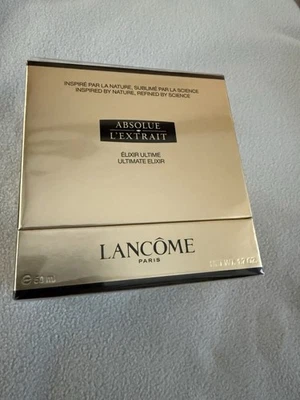 INSPIRÉ PAR LA NATURE, SUBLIMÉ PAR LA SCIENCE
INSPIRED BY NATURE, REFINED BY SCIENCE
ABSOLUE
L'EXTRAIT
ÉLIXIR ULTIME
ULTIMATE ELIXIR
LANCÔME
PARIS